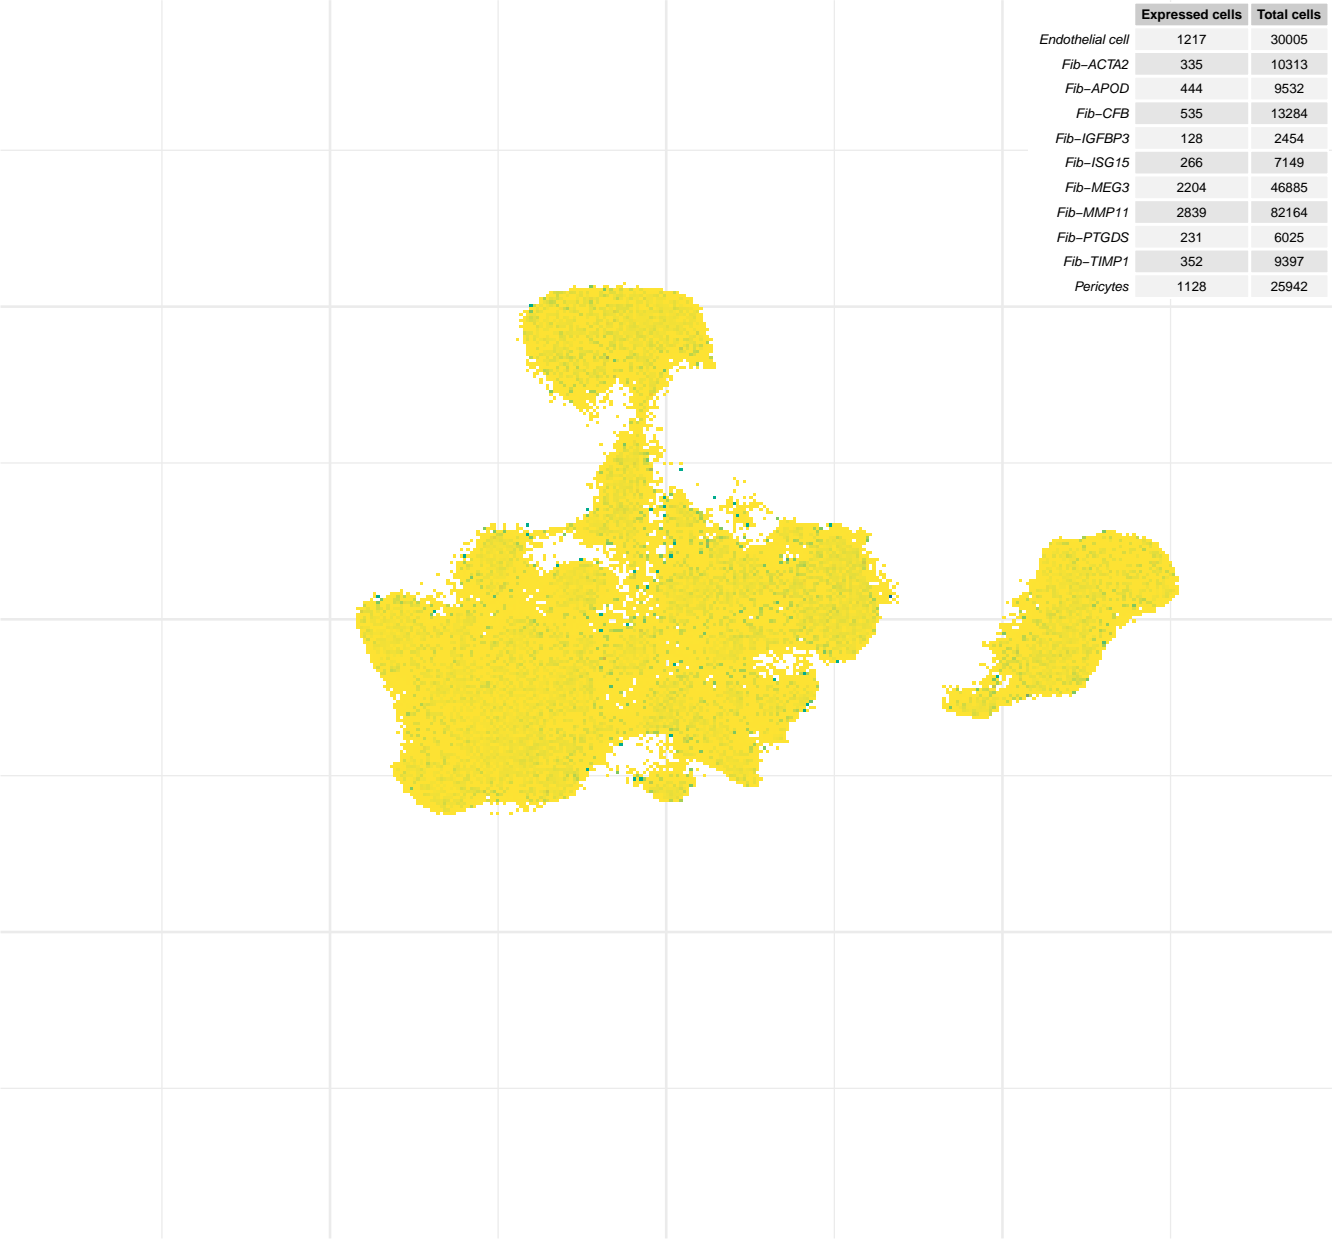 Expressed cells Total cells
Endothelial cell 1217 30005
Fib−ACTA2 335 10313
Fib−APOD 444 9532
Fib−CFB 535 13284
Fib−IGFBP3 128 2454
Fib−ISG15 266 7149
Fib−MEG3 2204 46885
Fib−MMP11 2839 82164
Fib−PTGDS 231 6025
Fib−TIMP1 352 9397
Pericytes 1128 25942